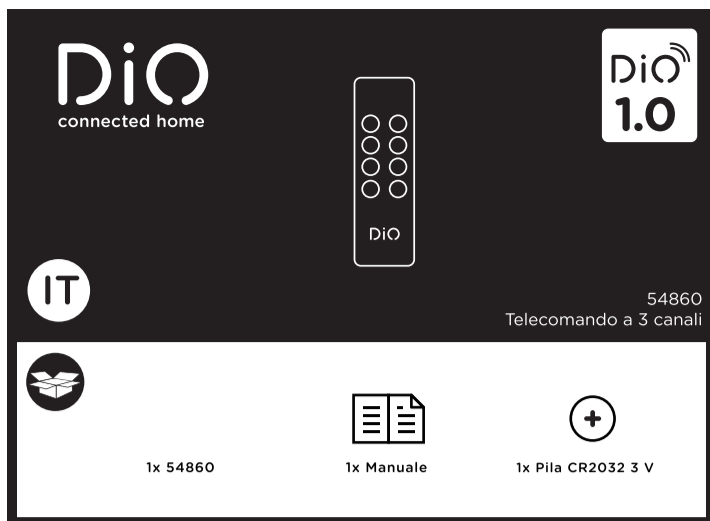 DiO
connected home
DiO
1.0
DiO
IT
54860
Telecomando a 3 canali
1x 54860
1x Manuale
1x Pila CR2032 3 V